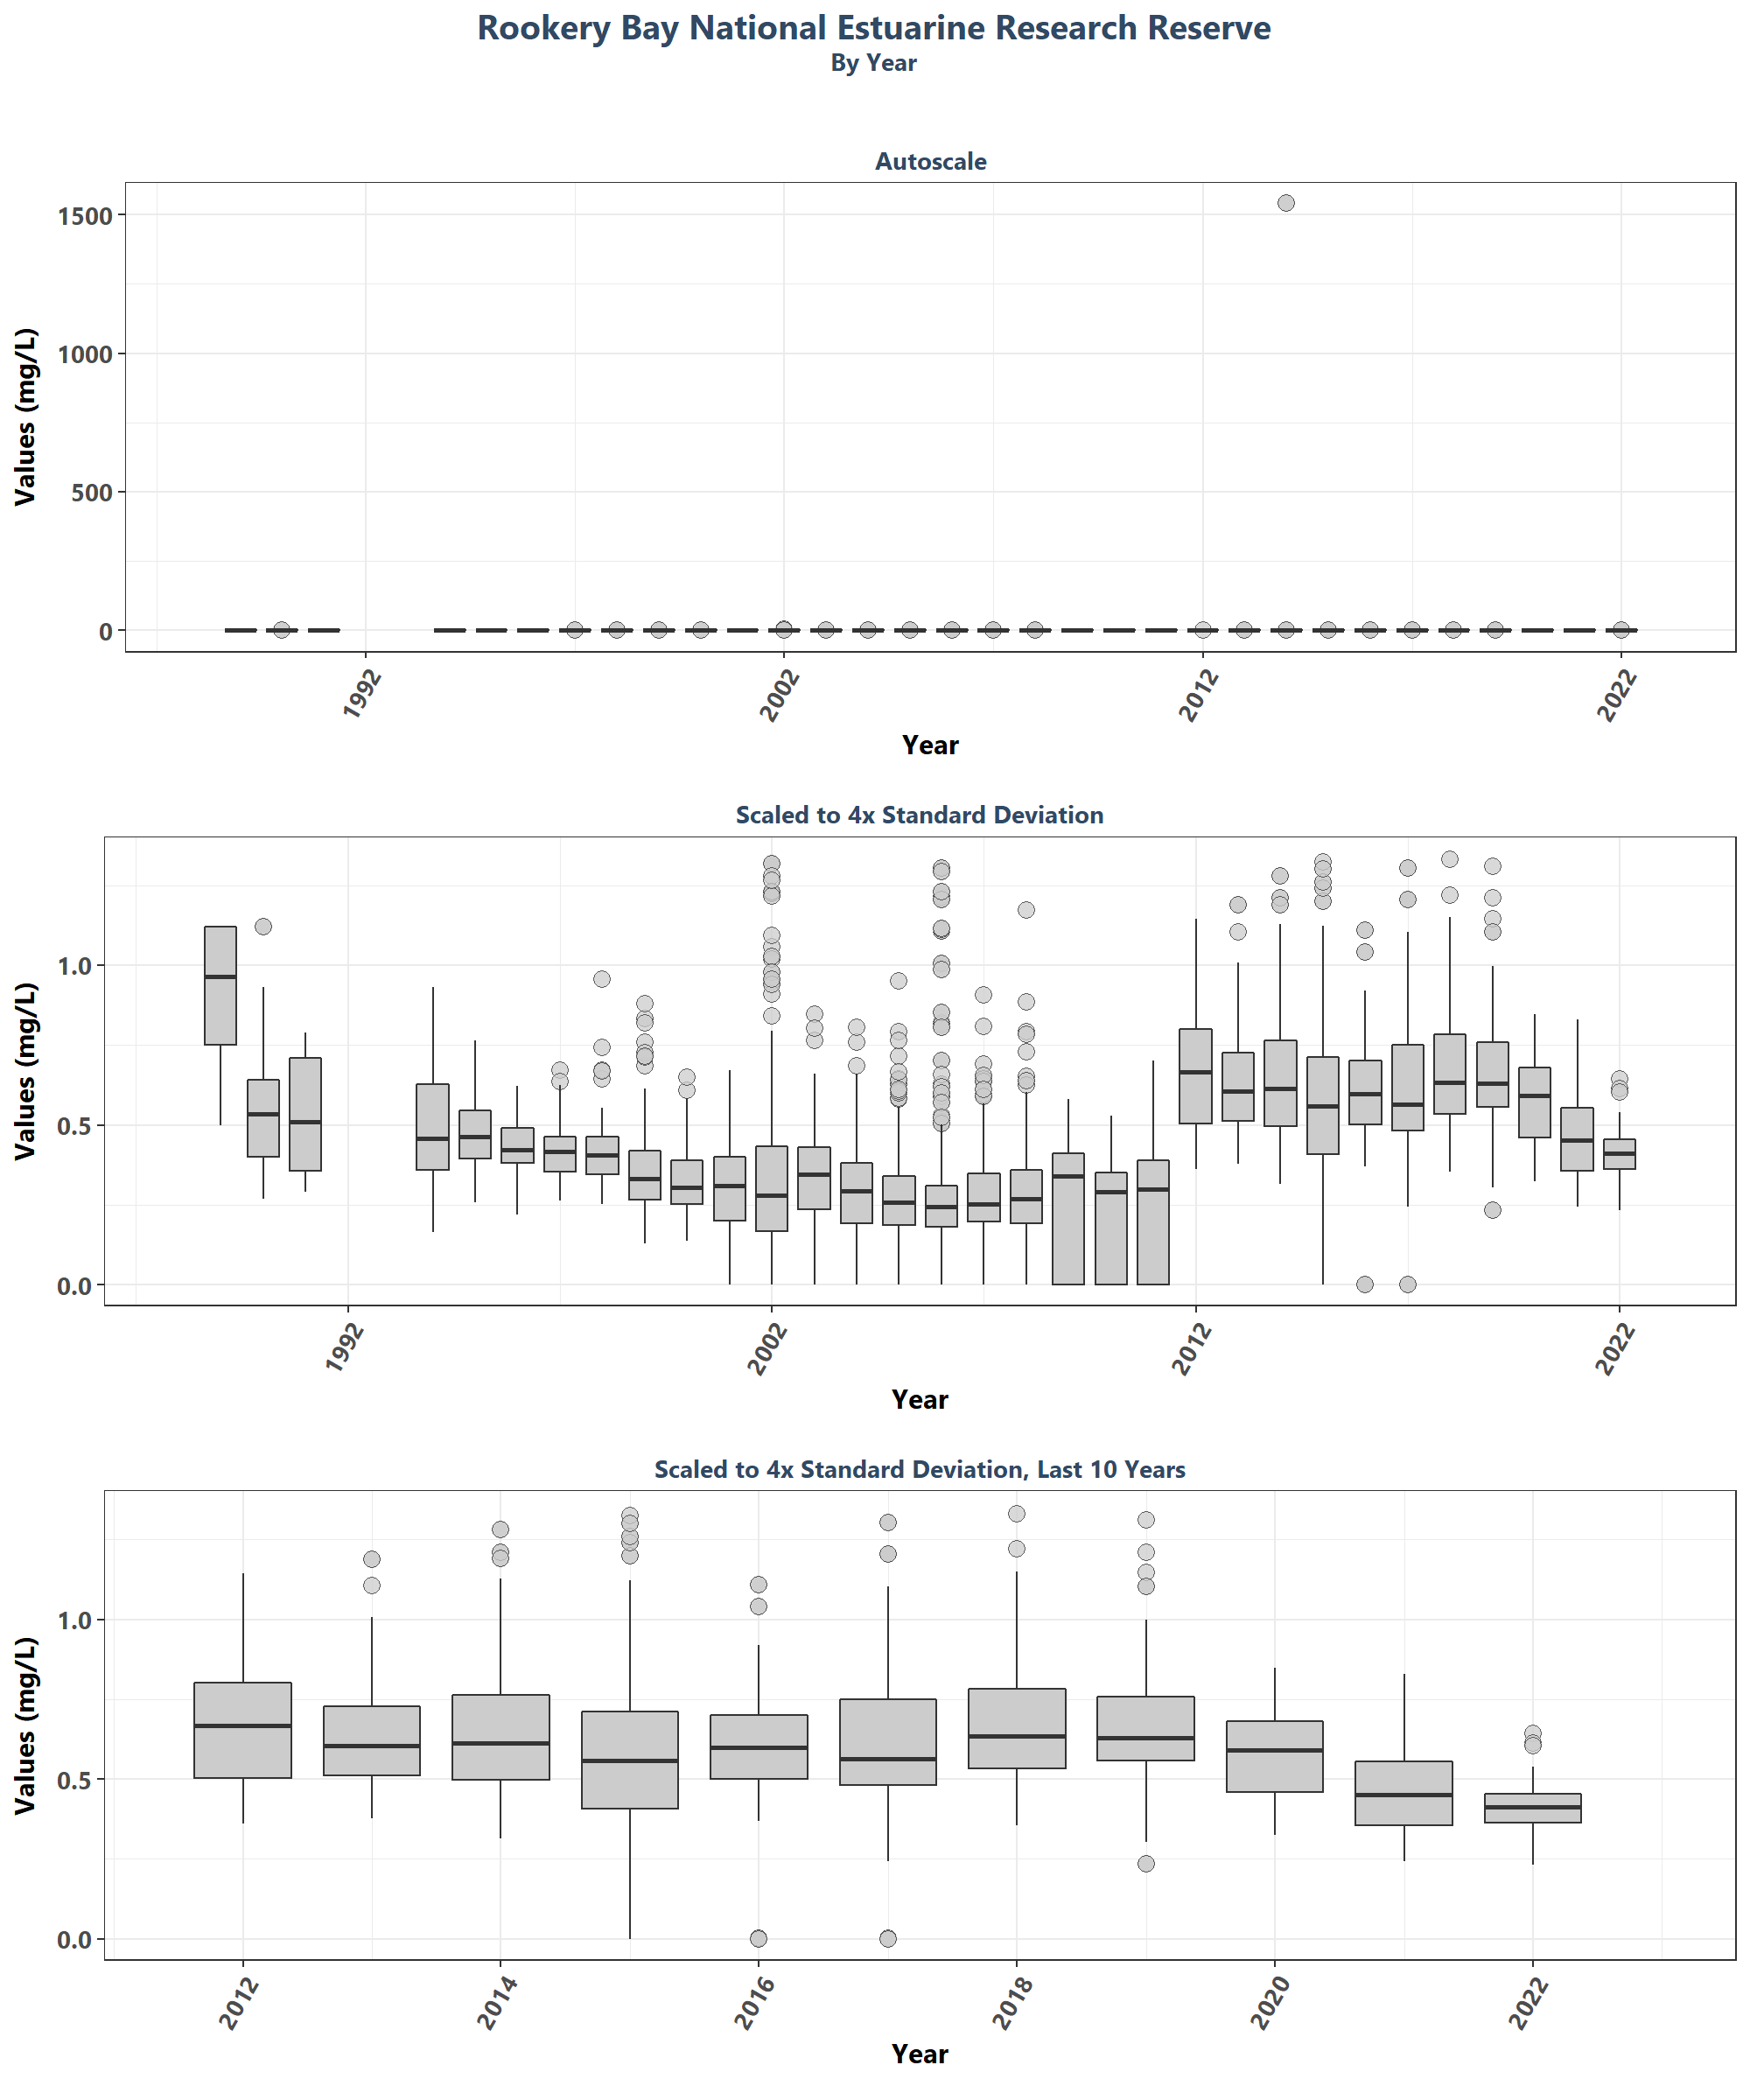 Rookery Bay National Estuarine Research Reserve
By Year
Autoscale
Values (mg/L)
1500
1000
500
0
1992
2002
2012
2022
Year
Scaled to 4x Standard Deviation
Values (mg/L)
1.0
0.5
0.0
1992
2002
2012
2022
Year
Scaled to 4x Standard Deviation, Last 10 Years
Values (mg/L)
1.0
0.5
0.0
2012
2014
2016
2018
2020
2022
Year